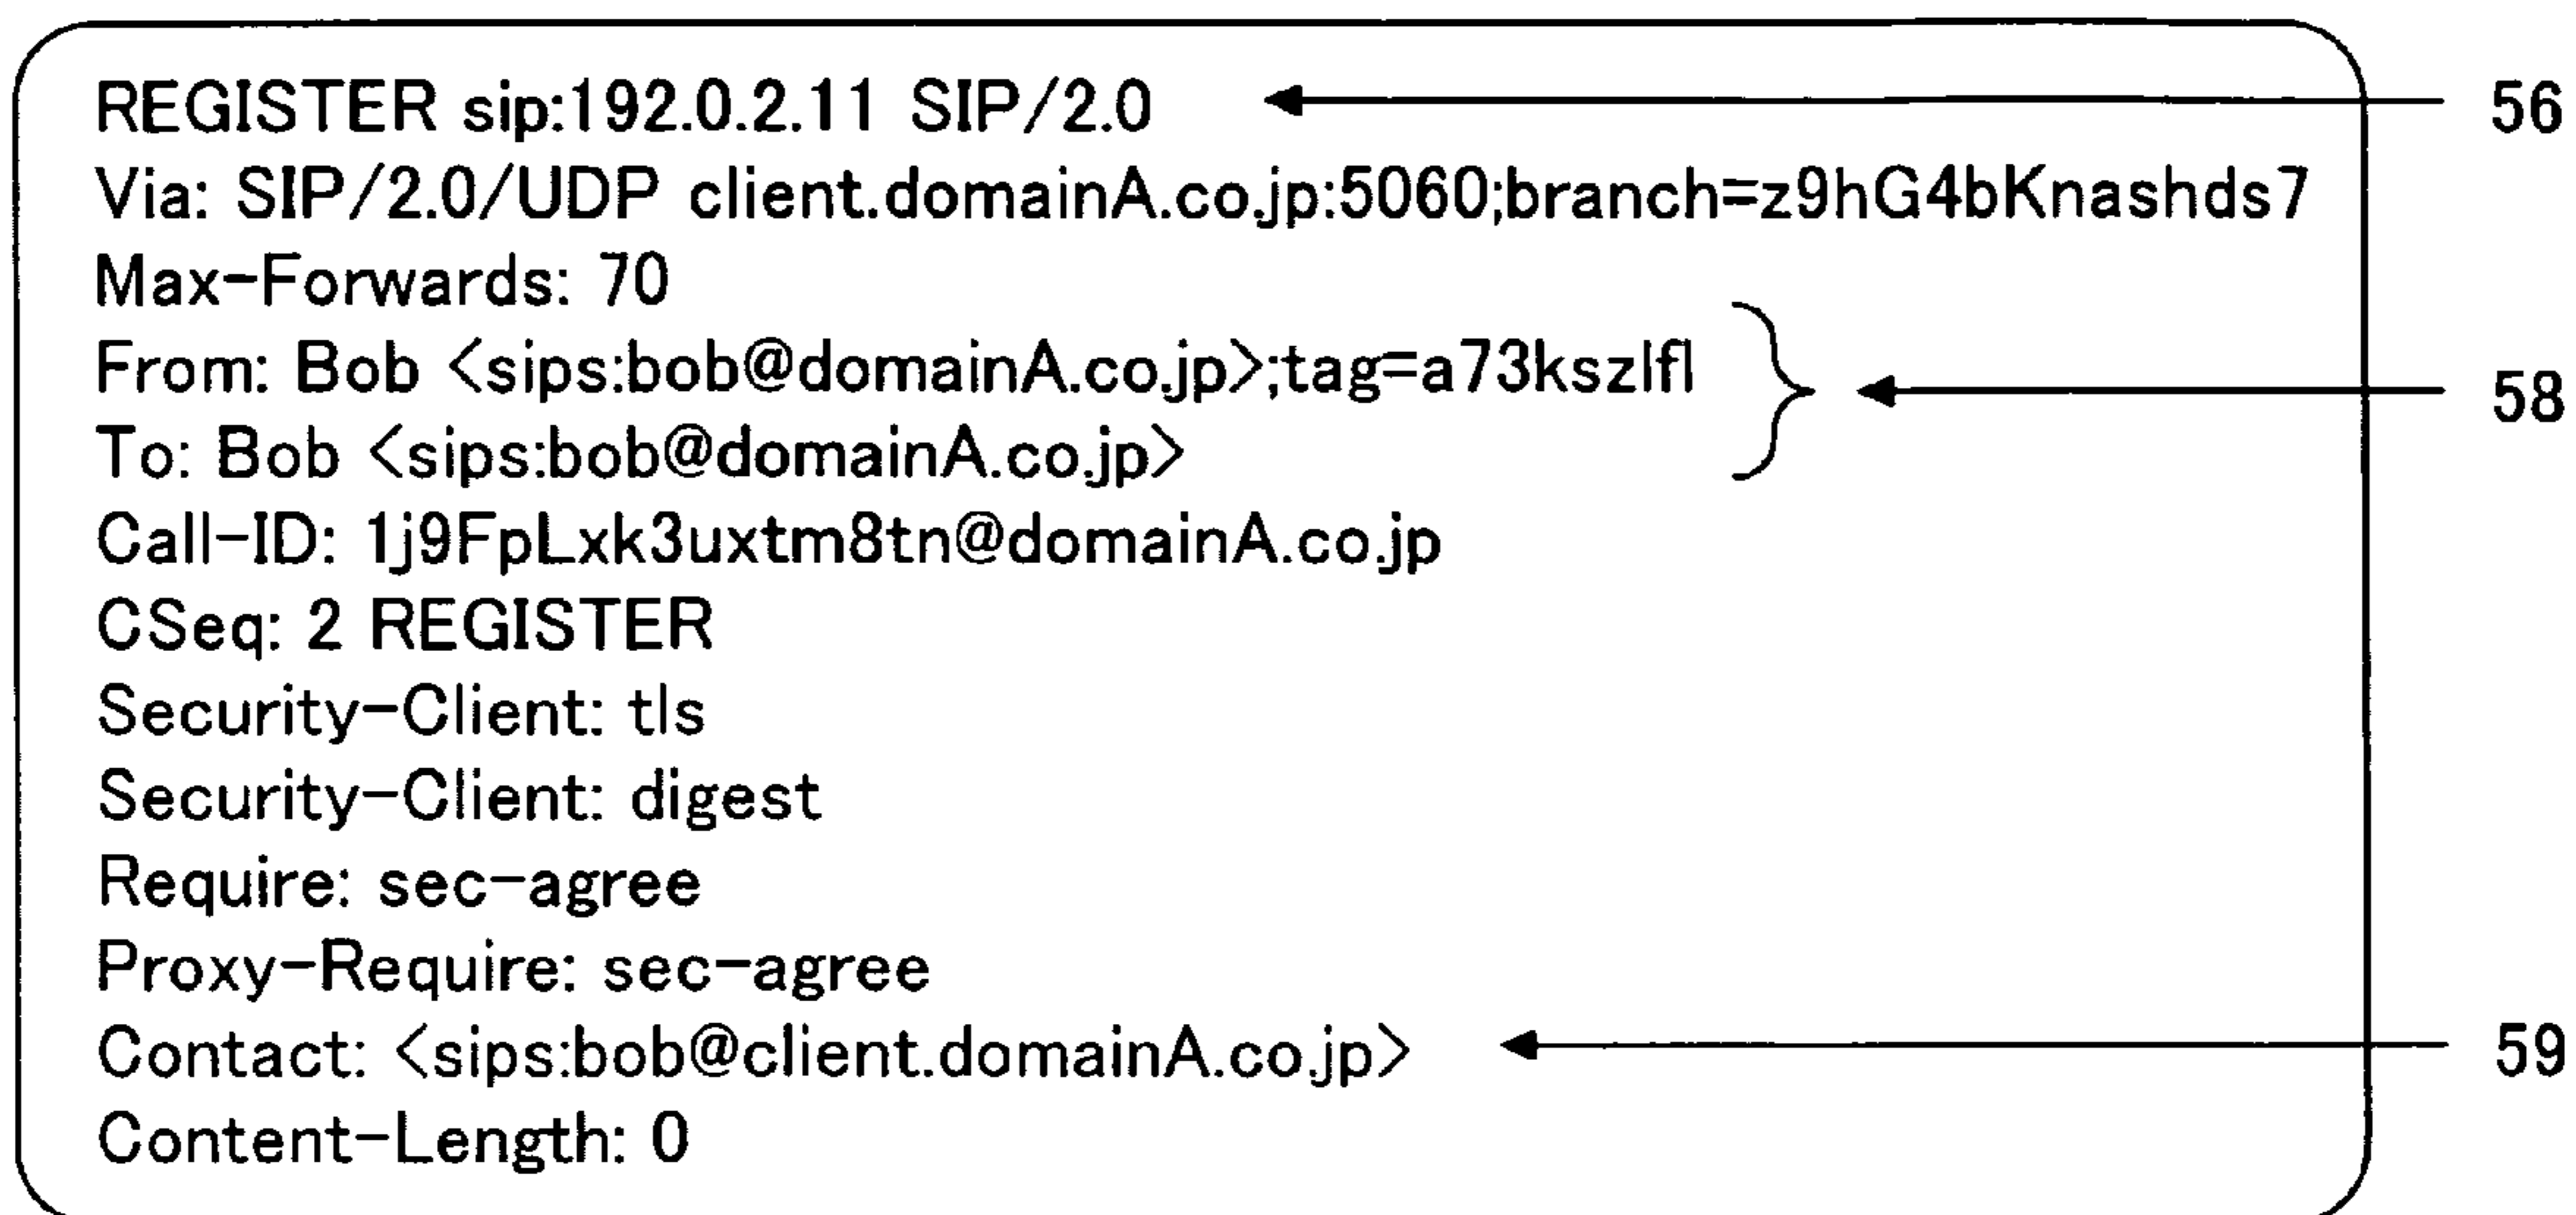 REGISTER sip:192.0.2.11 SIP/2.0 56
Via: SIP/2.0/UDP client.domainA.co.jp:5060;branch=z9hG4bKnashds7
Max-Forwards: 70
From: Bob <sips:bob@domainA.co.jp>;tag=a73kszlfl 58
To: Bob <sips:bob@domainA.co.jp>
Call-ID: 1j9FpLxk3uxtm8tn@domainA.co.jp
CSeq: 2 REGISTER
Security-Client: tls
Security-Client: digest
Require: sec-agree
Proxy-Require: sec-agree
Contact: <sips:bob@client.domainA.co.jp> 59
Content-Length: 0